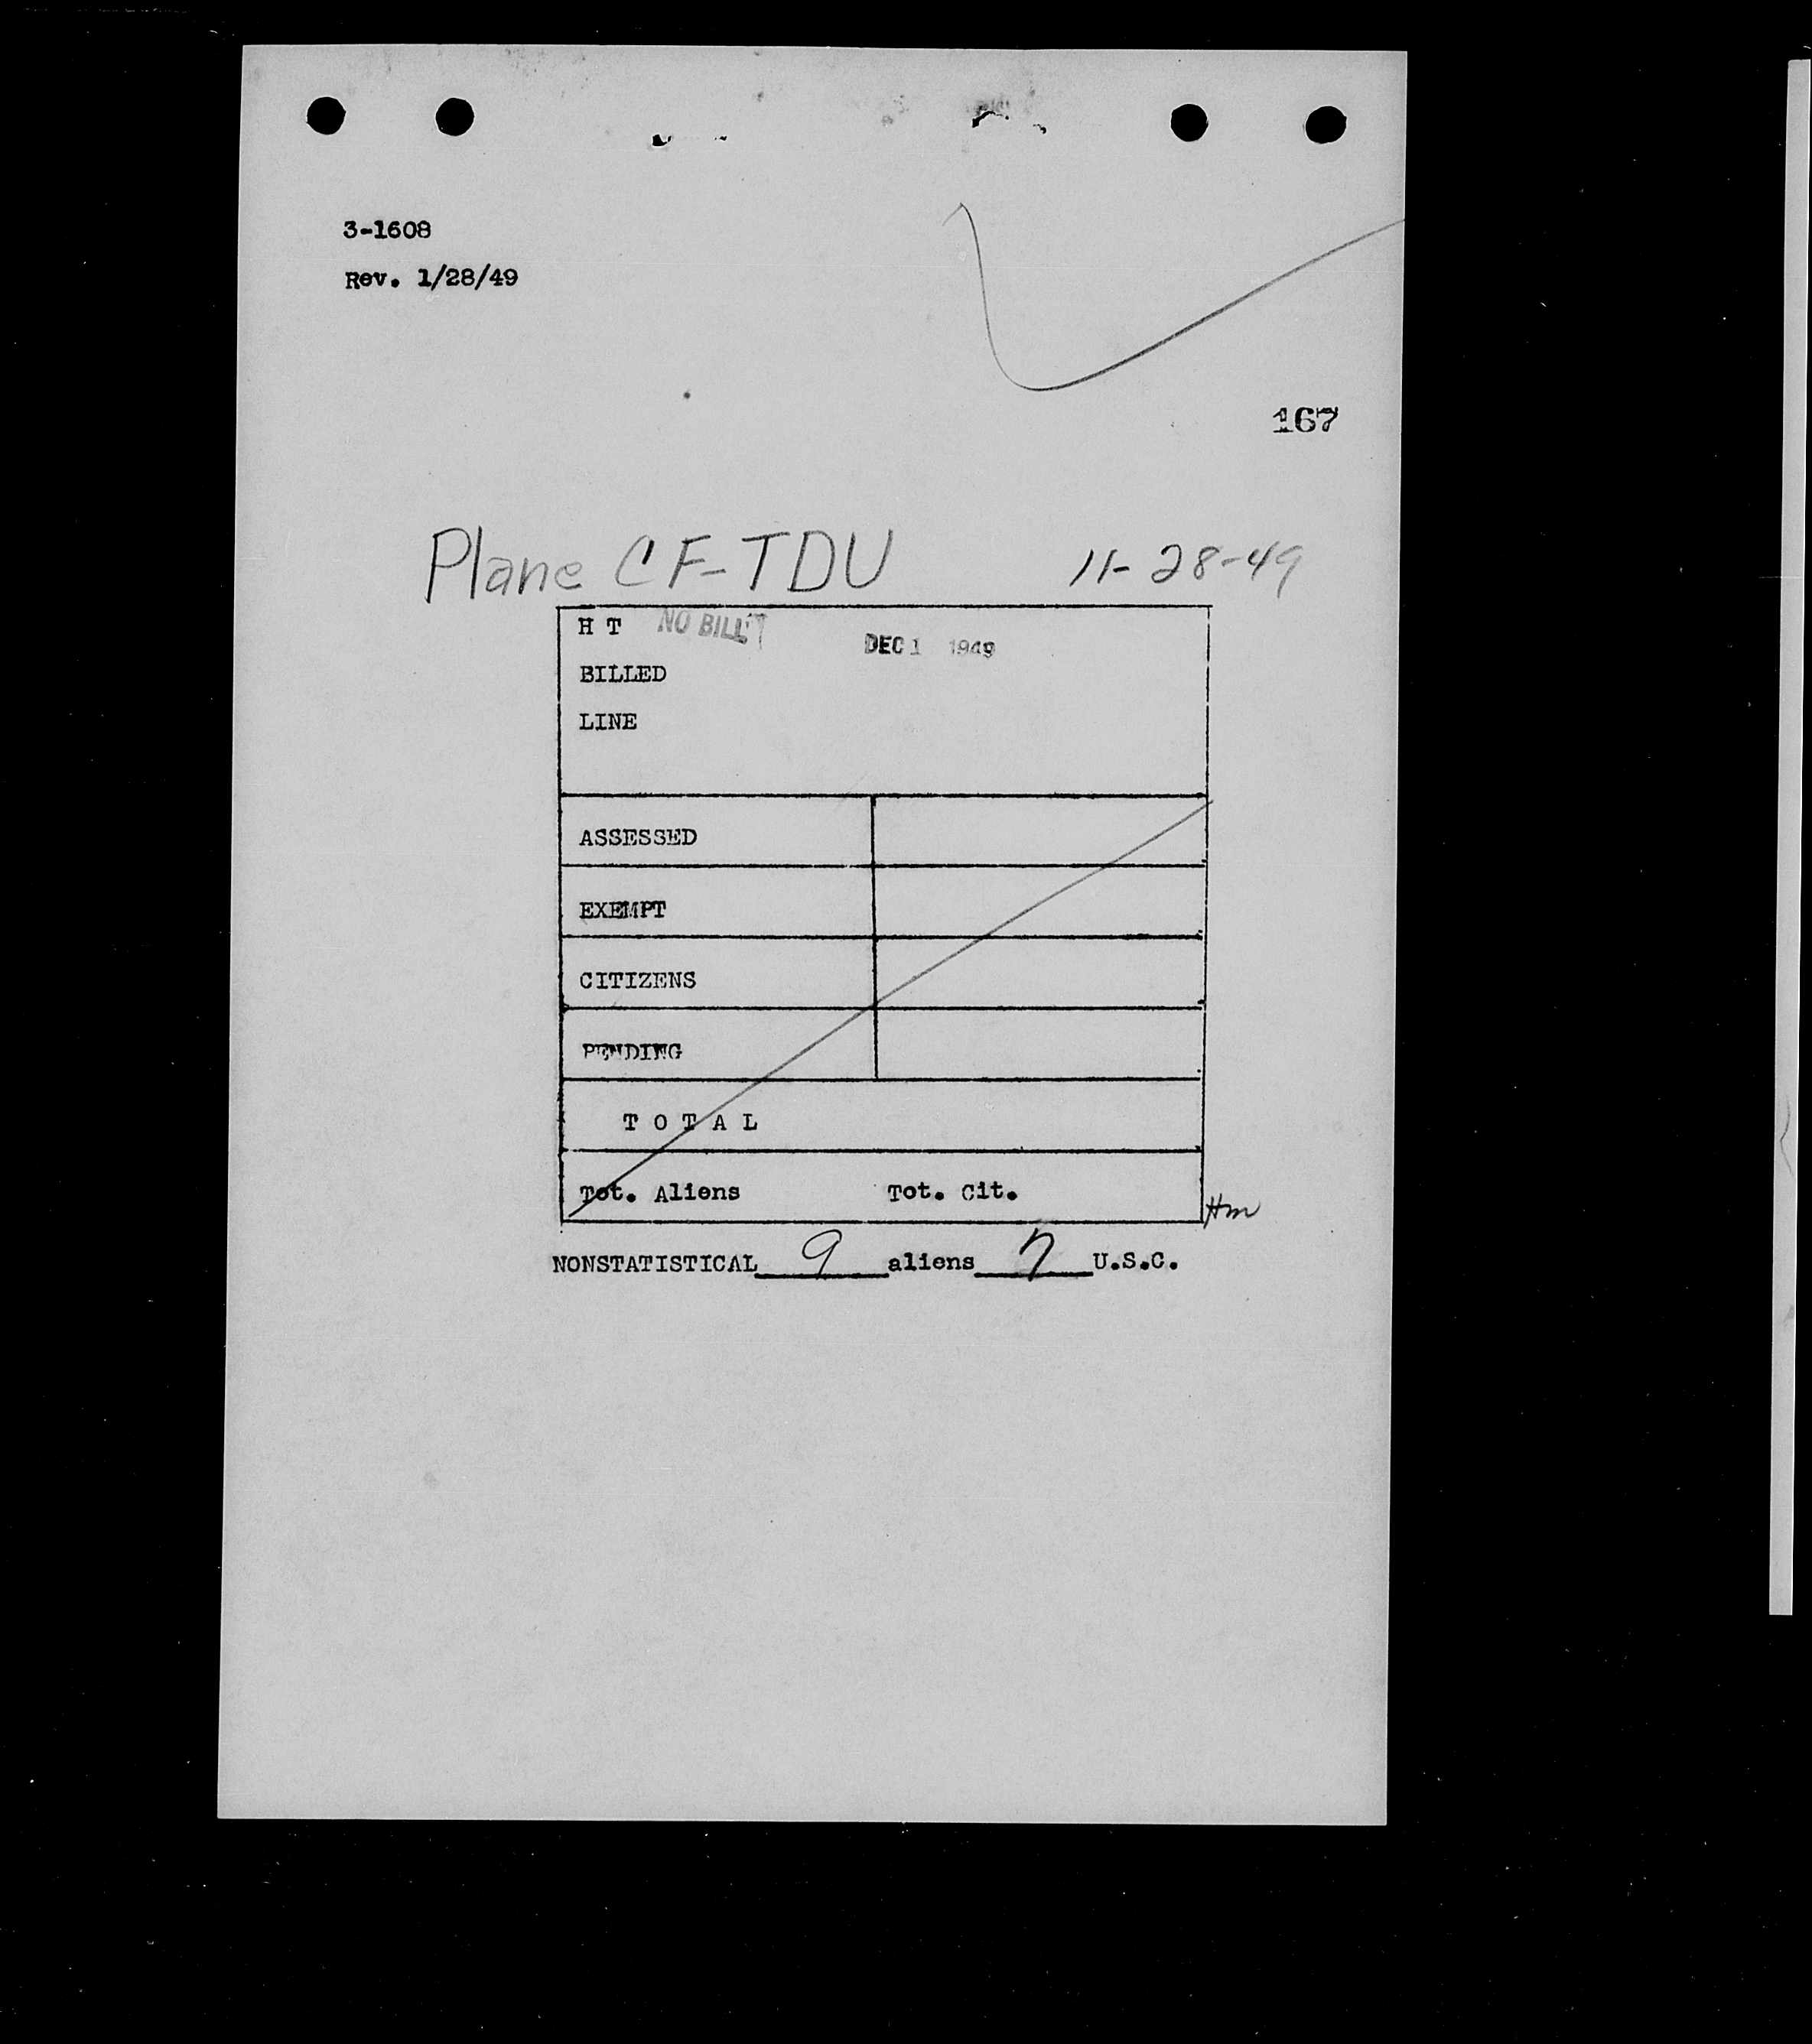 3-1608
Rev. 1/28/49
167
Plane CF-TDU 11-28-49
H T NO BILL DEC 1 1949
BILLED
LINE
ASSESSED
EXEMPT
CITIZENS
PENDING
T O T A L
Tot. Aliens Tot. Cit.
Hm
NONSTATISTICAL 9 aliens 7 U.S.C.